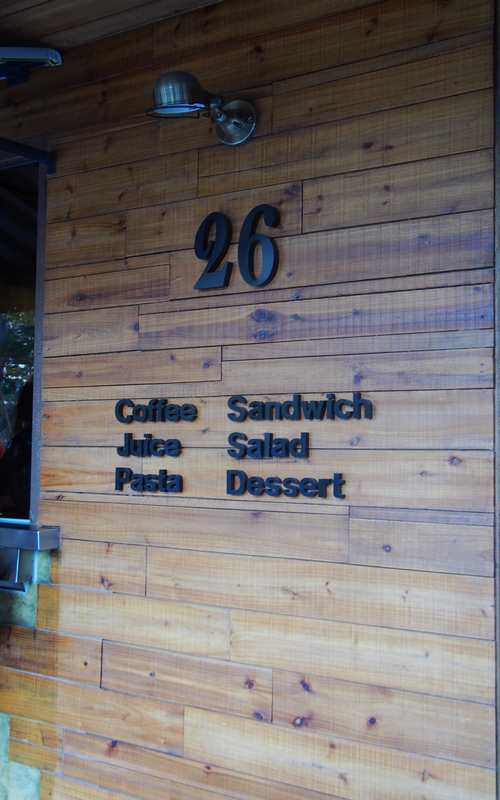 26
Coffee Sandwich
Juice Salad
Pasta Dessert